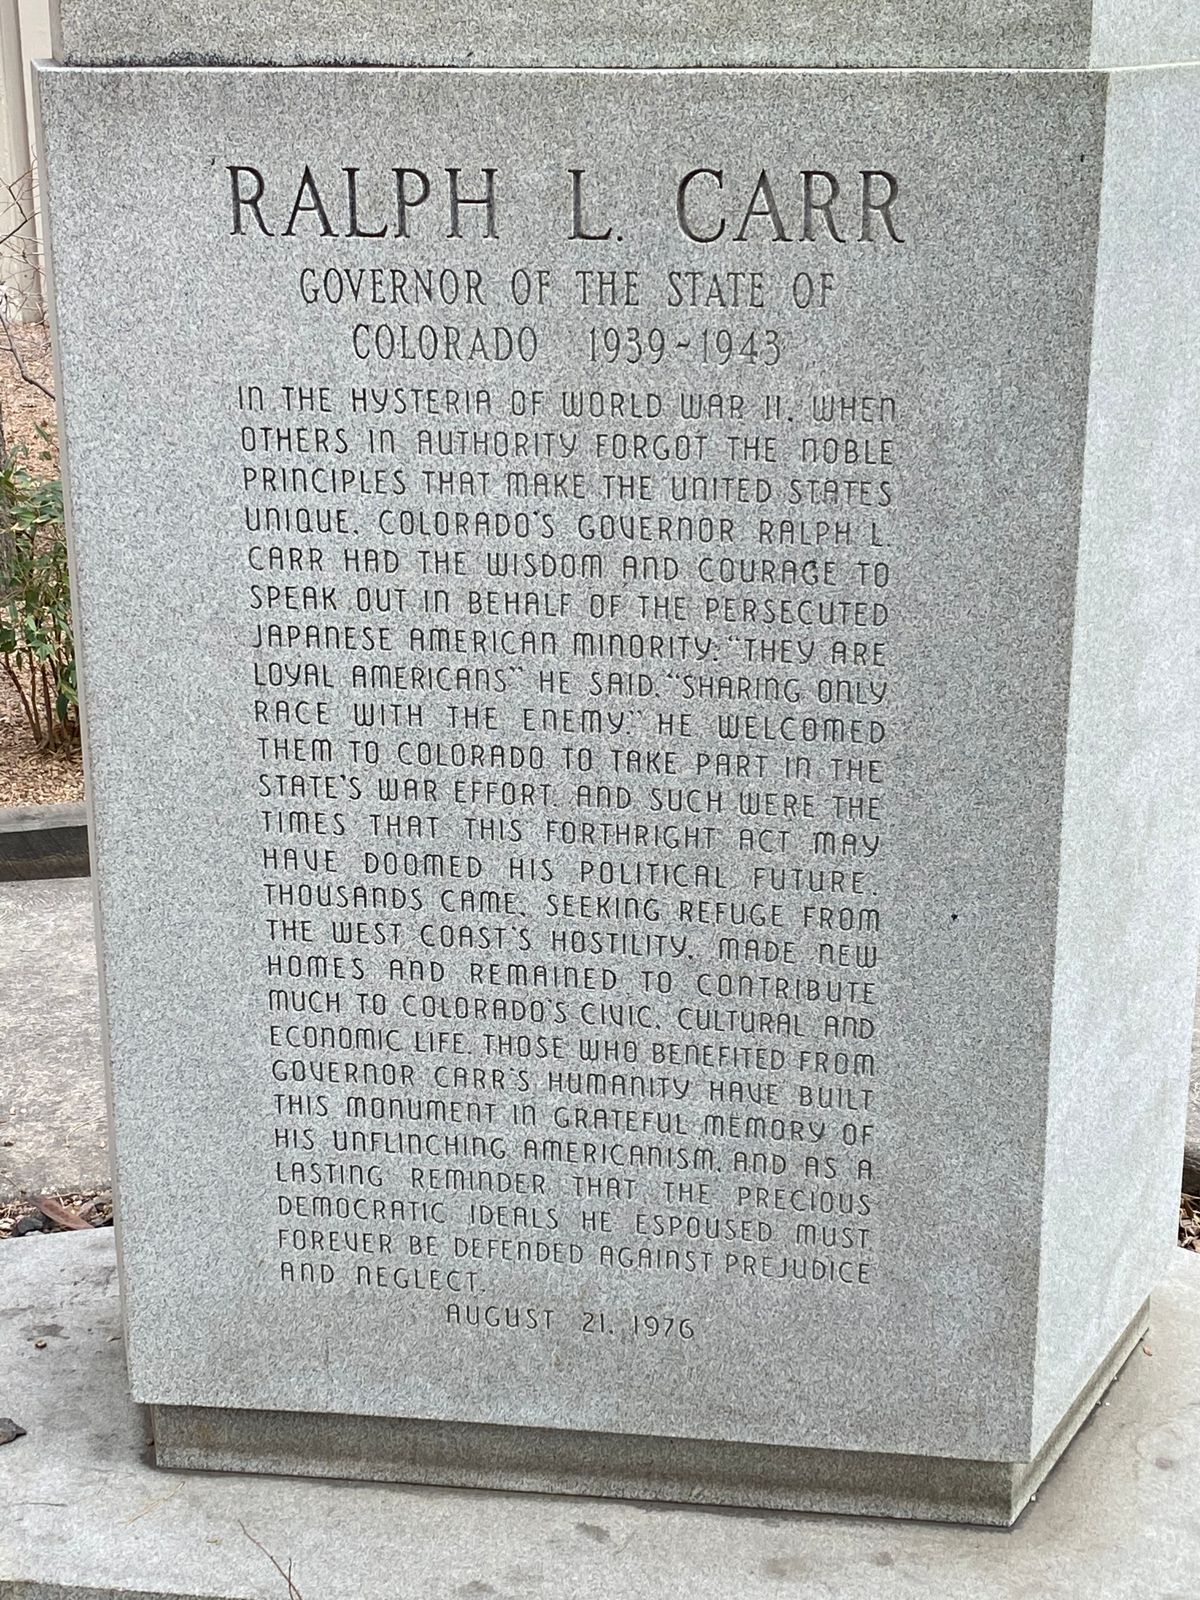 RALPH L. CARR
GOVERNOR OF THE STATE OF
COLORADO 1939~1943
IN THE HYSTERIA OF WORLD WAR II, WHEN
OTHERS IN AUTHORITY FORGOT THE NOBLE
PRINCIPLES THAT MAKE THE UNITED STATES
UNIQUE, COLORADO'S GOVERNOR RALPH L.
CARR HAD THE WISDOM AND COURAGE TO
SPEAK OUT IN BEHALF OF THE PERSECUTED
JAPANESE AMERICAN MINORITY: "THEY ARE
LOYAL AMERICANS" HE SAID, "SHARING ONLY
RACE WITH THE ENEMY." HE WELCOMED
THEM TO COLORADO TO TAKE PART IN THE
STATE'S WAR EFFORT, AND SUCH WERE THE
TIMES THAT THIS FORTHRIGHT ACT MAY
HAVE DOOMED HIS POLITICAL FUTURE.
THOUSANDS CAME, SEEKING REFUGE FROM
THE WEST COAST'S HOSTILITY, MADE NEW
HOMES AND REMAINED TO CONTRIBUTE
MUCH TO COLORADO'S CIVIC, CULTURAL AND
ECONOMIC LIFE. THOSE WHO BENEFITED FROM
GOVERNOR CARR'S HUMANITY HAVE BUILT
THIS MONUMENT IN GRATEFUL MEMORY OF
HIS UNFLINCHING AMERICANISM, AND AS A
LASTING REMINDER THAT THE PRECIOUS
DEMOCRATIC IDEALS HE ESPOUSED MUST
FOREVER BE DEFENDED AGAINST PREJUDICE
AND NEGLECT.
AUGUST 21, 1976